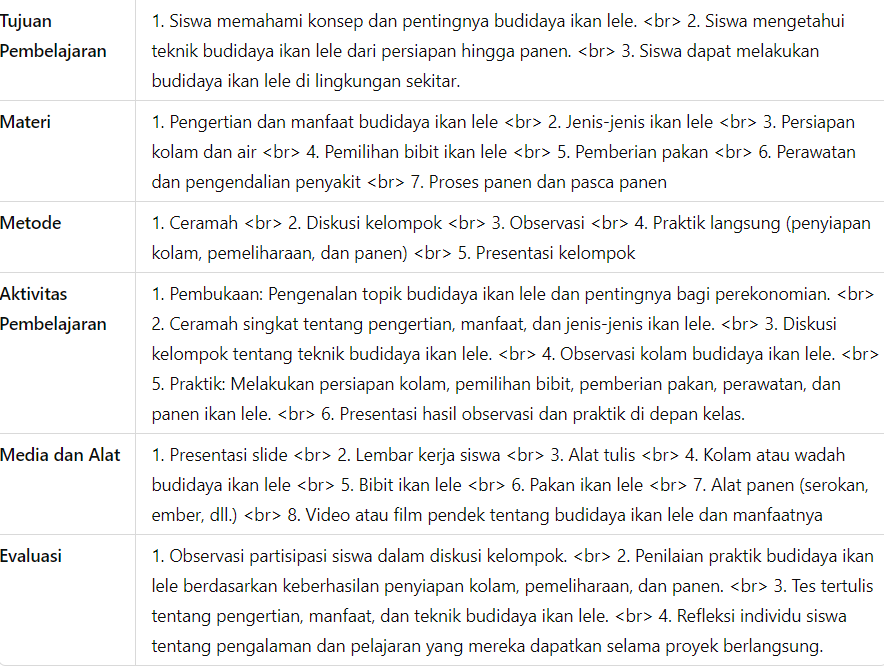 Tujuan Pembelajaran
1. Siswa memahami konsep dan pentingnya budidaya ikan lele. <br> 2. Siswa mengetahui
teknik budidaya ikan lele dari persiapan hingga panen. <br> 3. Siswa dapat melakukan
budidaya ikan lele di lingkungan sekitar.
Materi
1. Pengertian dan manfaat budidaya ikan lele <br> 2. Jenis-jenis ikan lele <br> 3. Persiapan
kolam dan air <br> 4. Pemilihan bibit ikan lele <br> 5. Pemberian pakan <br> 6. Perawatan
dan pengendalian penyakit <br> 7. Proses panen dan pasca panen
Metode
1. Ceramah <br> 2. Diskusi kelompok <br> 3. Observasi <br> 4. Praktik langsung (penyiapan
kolam, pemeliharaan, dan panen) <br> 5. Presentasi kelompok
Aktivitas Pembelajaran
1. Pembukaan: Pengenalan topik budidaya ikan lele dan pentingnya bagi perekonomian. <br>
2. Ceramah singkat tentang pengertian, manfaat, dan jenis-jenis ikan lele. <br> 3. Diskusi
kelompok tentang teknik budidaya ikan lele. <br> 4. Observasi kolam budidaya ikan lele. <br>
5. Praktik: Melakukan persiapan kolam, pemilihan bibit, pemberian pakan, perawatan, dan
panen ikan lele. <br> 6. Presentasi hasil observasi dan praktik di depan kelas.
Media dan Alat
1. Presentasi slide <br> 2. Lembar kerja siswa <br> 3. Alat tulis <br> 4. Kolam atau wadah
budidaya ikan lele <br> 5. Bibit ikan lele <br> 6. Pakan ikan lele <br> 7. Alat panen (serokan,
ember, dll.) <br> 8. Video atau film pendek tentang budidaya ikan lele dan manfaatnya
Evaluasi
1. Observasi partisipasi siswa dalam diskusi kelompok. <br> 2. Penilaian praktik budidaya ikan
lele berdasarkan keberhasilan penyiapan kolam, pemeliharaan, dan panen. <br> 3. Tes tertulis
tentang pengertian, manfaat, dan teknik budidaya ikan lele. <br> 4. Refleksi individu siswa
tentang pengalaman dan pelajaran yang mereka dapatkan selama proyek berlangsung.